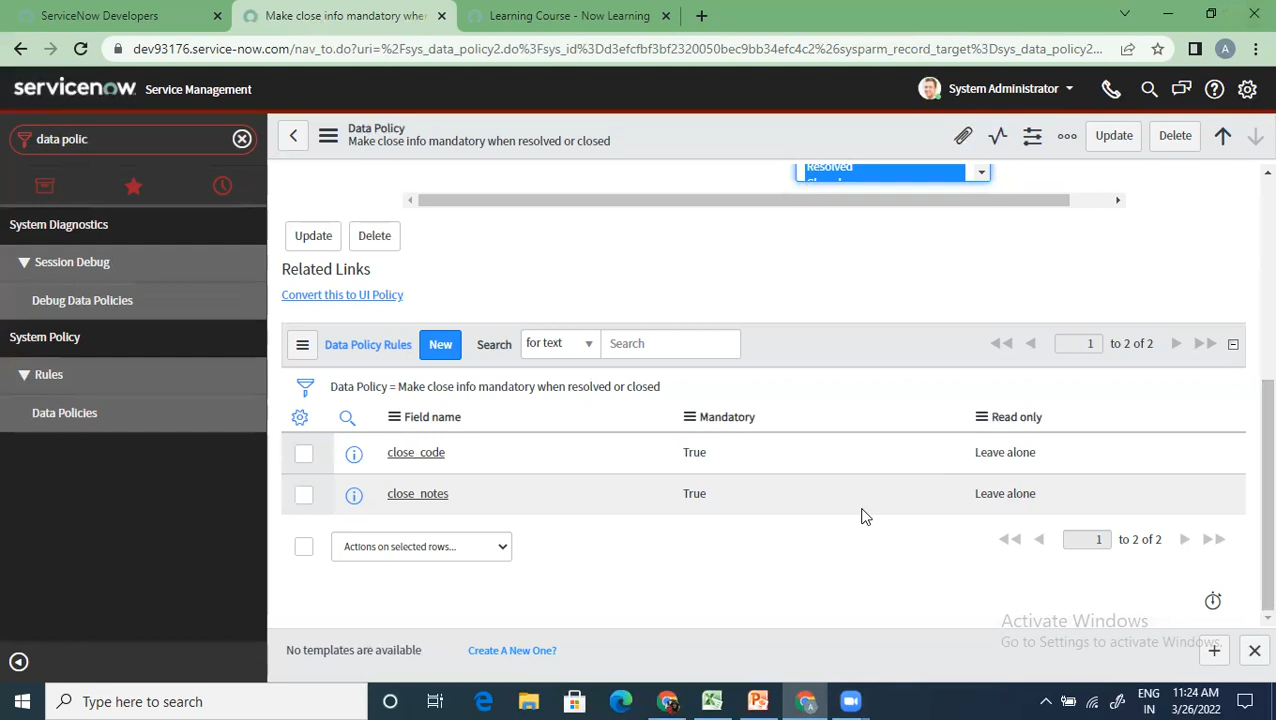 ServiceNow Developers
Make close info mandatory wher
Learning Course - Now Learning
dev93176.service-now.com/nav_to.do?uri=%2Fsys_data_policy2.do%3Fsys_id%3Dd3efcfbf3bf2320050bec9bb34efc4c2%26sysparm_record_target%3Dsys_data_policy2...
A
servicenow Service Management
System Administrator
data polic
Data Policy
Make close info mandatory when resolved or closed
Update
Delete
System Diagnostics
Session Debug
Debug Data Policies
System Policy
Rules
Data Policies
Resolved
Update
Delete
Related Links
Convert this to UI Policy
Data Policy Rules
New
Search
for text
Search
1 to 2 of 2
Data Policy = Make close info mandatory when resolved or closed
Field name
Mandatory
Read only
close_code
True
Leave alone
close_notes
True
Leave alone
Actions on selected rows...
1 to 2 of 2
Activate Windows
Go to Settings to activate Windows.
No templates are available
Create A New One?
Type here to search
ENG
IN
11:24 AM
3/26/2022